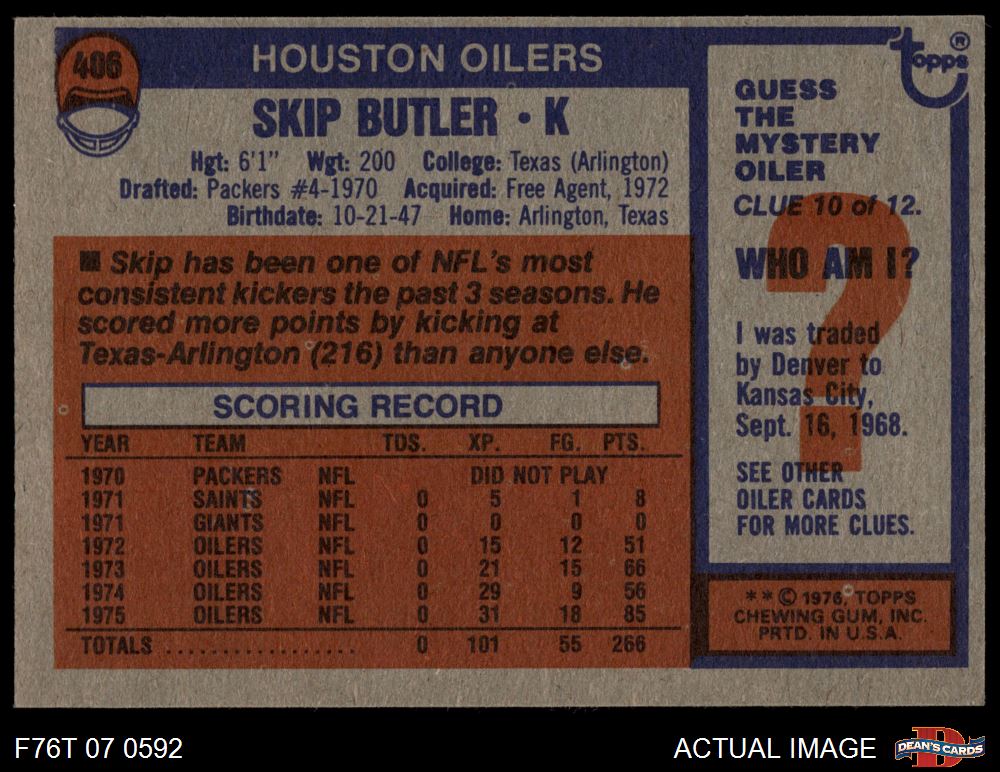 406
HOUSTON OILERS
SKIP BUTLER · K
Hgt: 6'1" Wgt: 200 College: Texas (Arlington)
Drafted: Packers #4-1970 Acquired: Free Agent, 1972
Birthdate: 10-21-47 Home: Arlington, Texas
■ Skip has been one of NFL's most
consistent kickers the past 3 seasons. He
scored more points by kicking at
Texas-Arlington (216) than anyone else.
SCORING RECORD
YEAR TEAM TDS. XP. FG. PTS.
1970 PACKERS NFL DID NOT PLAY
1971 SAINTS NFL 0 5 1 8
1971 GIANTS NFL 0 0 0 0
1972 OILERS NFL 0 15 12 51
1973 OILERS NFL 0 21 15 66
1974 OILERS NFL 0 29 9 56
1975 OILERS NFL 0 31 18 85
TOTALS .................. 0 101 55 266
topps®
GUESS
THE
MYSTERY
OILER
CLUE 10 of 12.
WHO AM I?
?
I was traded
by Denver to
Kansas City,
Sept. 16, 1968.
SEE OTHER
OILER CARDS
FOR MORE CLUES.
**© 1976, TOPPS
CHEWING GUM, INC.
PRTD. IN U.S.A.
F76T 07 0592
ACTUAL IMAGE
D
DEAN'S CARDS